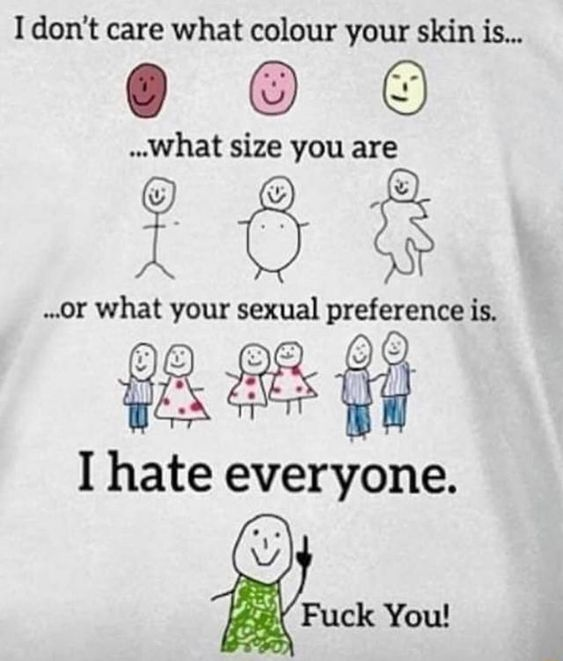 I don't care what colour your skin is...
...what size you are
...or what your sexual preference is.
I hate everyone.
Fuck You!